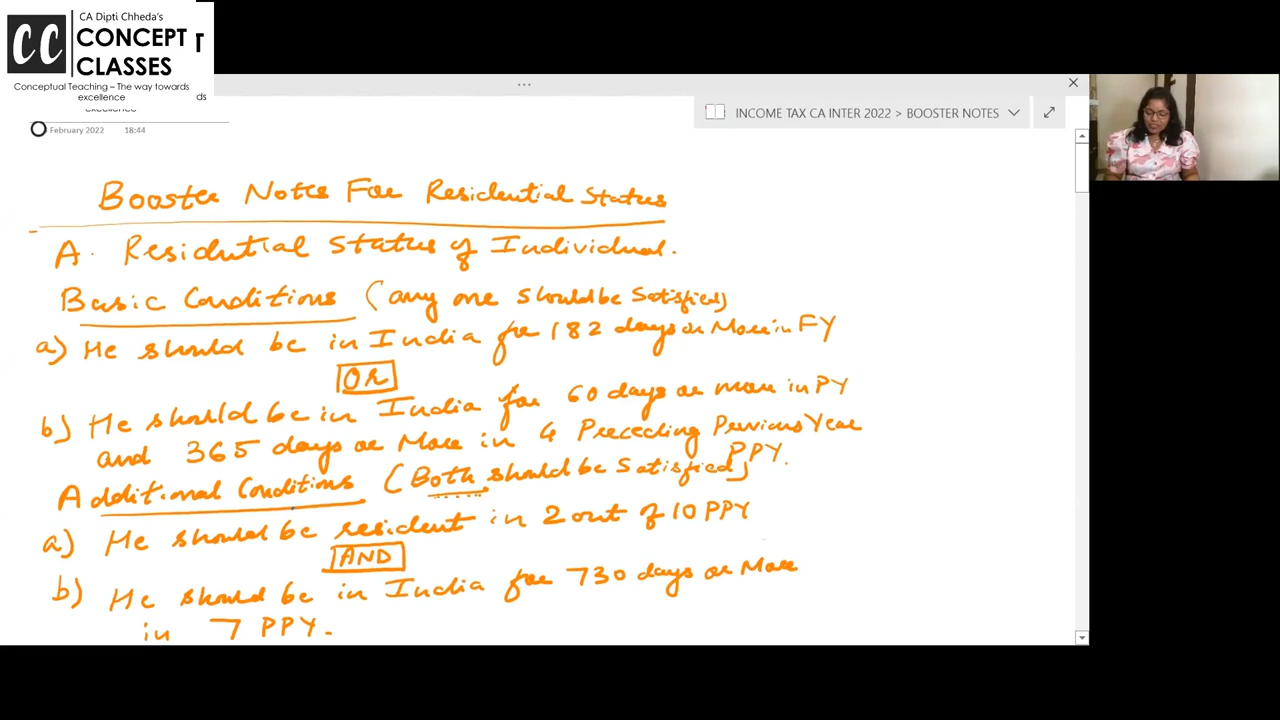 CA Dipti Chheda's
CONCEPT
T
CC
CLASSES
Conceptual Teaching – The way towards
excellence
ds
excellence
February 2022 18:44
INCOME TAX CA INTER 2022 > BOOSTER NOTES
Booster Notes For Residential Status
A. Residential Status of Individual.
Basic Conditions (any one should be Satisfied)
a) He should be in India for 182 days or More in FY
OR
b) He should be in India for 60 days or more in PY
and 365 days or More in 4 Preceding Previous Year
PPY.
Additional Conditions (Both should be Satisfied)
a) He should be resident in 2 out of 10 PPY
AND
b) He should be in India for 730 days or More
in 7 PPY.